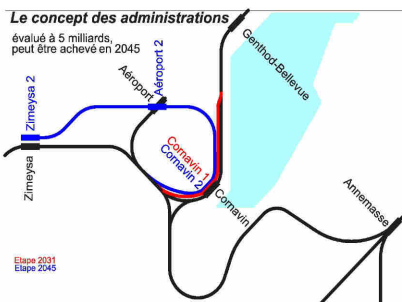 Le concept des administrations
évalué à 5 milliards,
peut être achevé en 2045
Genthod-Bellevue
Aéroport 2
Aéroport
Zimeysa 2
Zimeysa
Cornavin 1
Cornavin 2
Cornavin
Annemasse
Etape 2031
Etape 2045